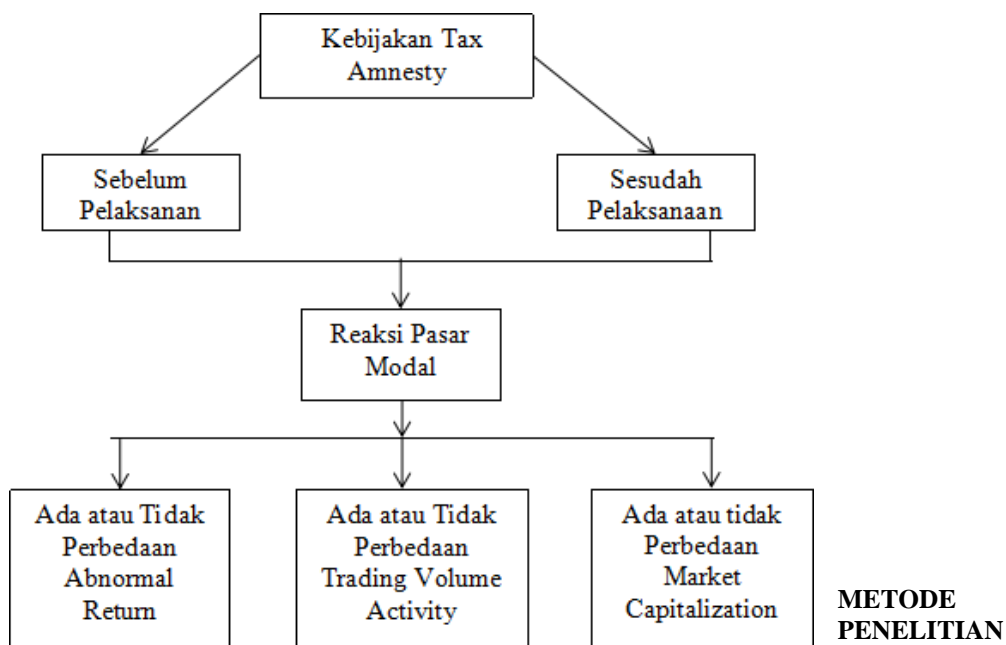 Kebijakan Tax
Amnesty
Sebelum
Pelaksanan
Sesudah
Pelaksanaan
Reaksi Pasar
Modal
Ada atau Tidak
Perbedaan
Abnormal
Return
Ada atau Tidak
Perbedaan
Trading Volume
Activity
Ada atau tidak
Perbedaan
Market
Capitalization
METODE
PENELITIAN